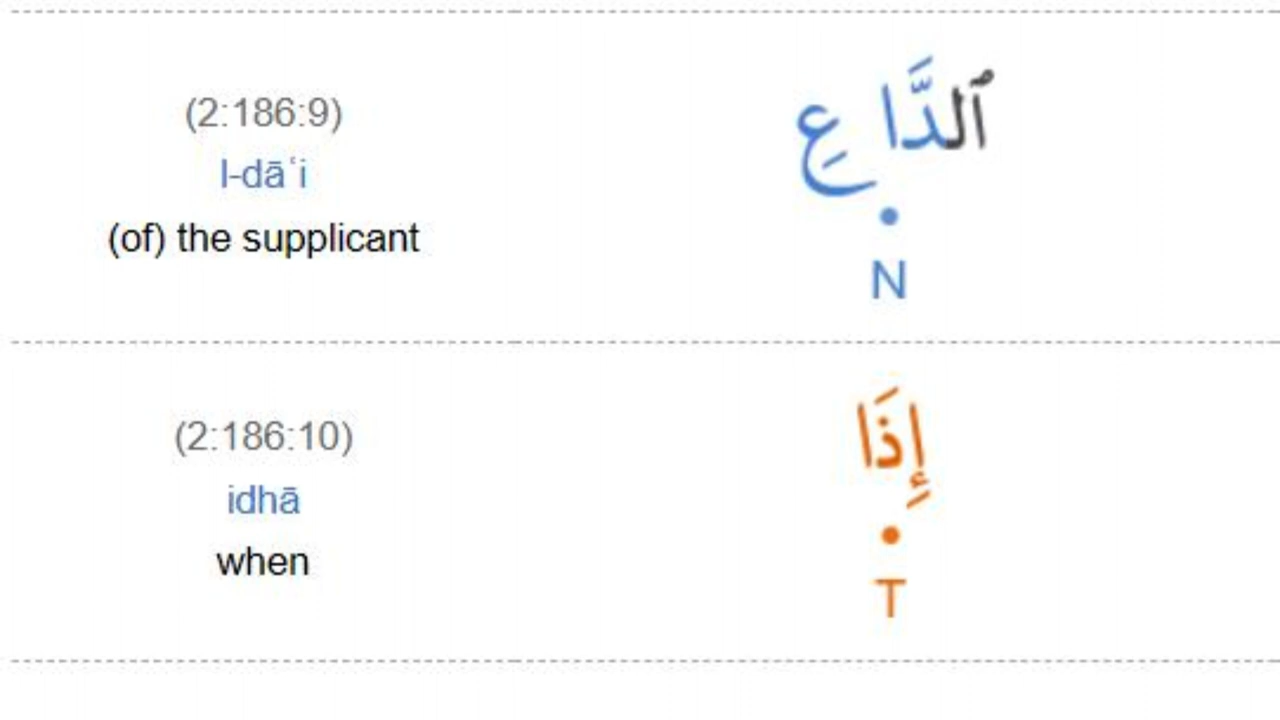 (2:186:9)
l-dāʿi
(of) the supplicant
ٱلدَّاعِ
N
(2:186:10)
idhā
when
إِذَا
T